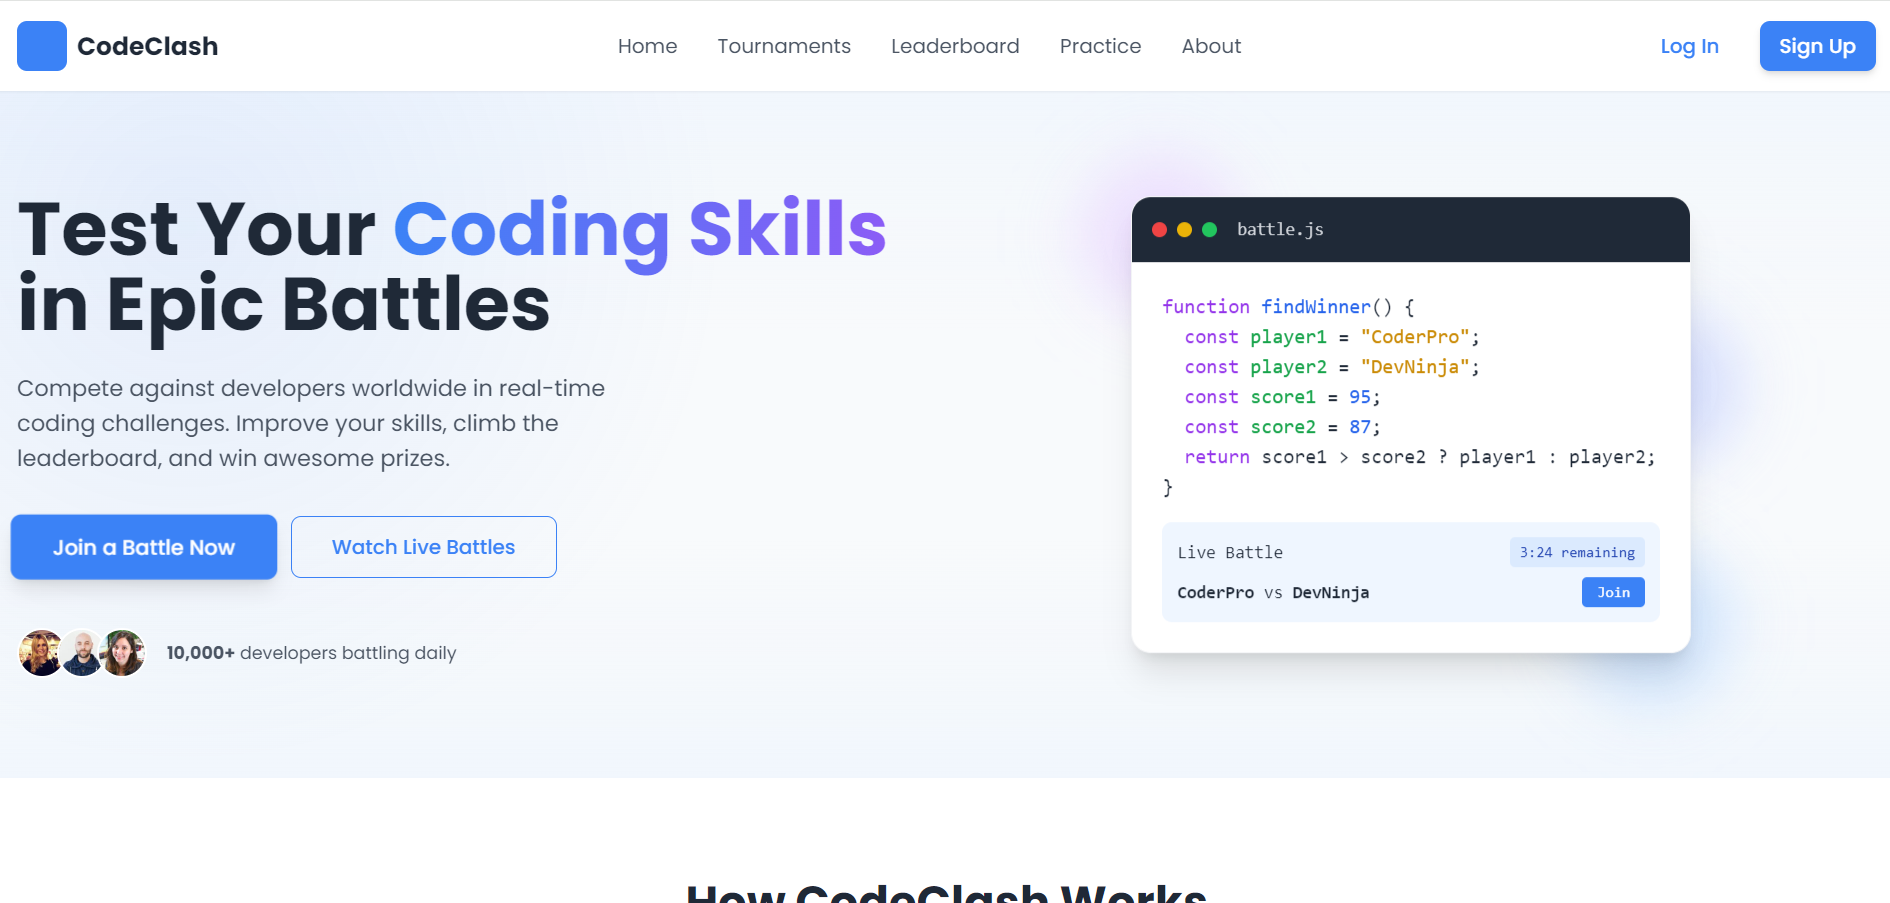 CodeClash
Home
Tournaments
Leaderboard
Practice
About
Log In
Sign Up
Test Your Coding Skills
in Epic Battles
Compete against developers worldwide in real-time
coding challenges. Improve your skills, climb the
leaderboard, and win awesome prizes.
Join a Battle Now
Watch Live Battles
10,000+ developers battling daily
battle.js
function findWinner() {
  const player1 = "CoderPro";
  const player2 = "DevNinja";
  const score1 = 95;
  const score2 = 87;
  return score1 > score2 ? player1 : player2;
}
Live Battle
3:24 remaining
CoderPro vs DevNinja
Join
How CodeClash Works